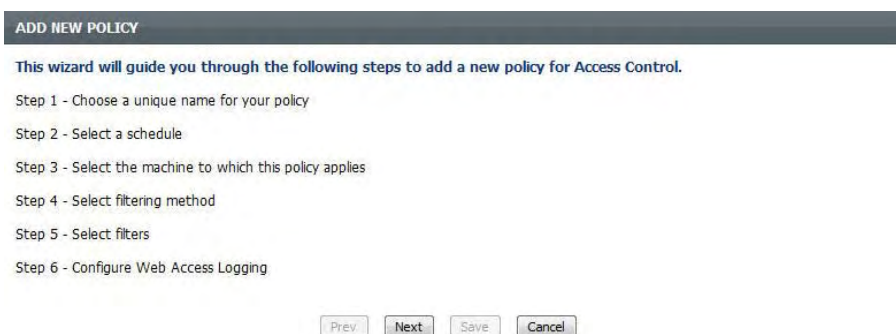 ADD NEW POLICY
This wizard will guide you through the following steps to add a new policy for Access Control.
Step 1 - Choose a unique name for your policy
Step 2 - Select a schedule
Step 3 - Select the machine to which this policy applies
Step 4 - Select filtering method
Step 5 - Select filters
Step 6 - Configure Web Access Logging
Prev Next Save Cancel